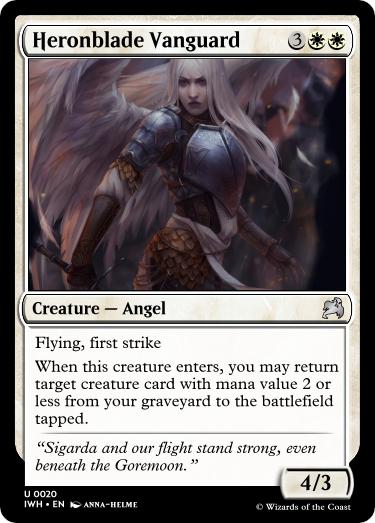 Heronblade Vanguard 3
Creature — Angel
Flying, first strike
When this creature enters, you may return
target creature card with mana value 2 or
less from your graveyard to the battlefield
tapped.
“Sigarda and our flight stand strong, even
beneath the Goremoon.”
4/3
U 0020
IWH • EN ANNA-HELME
© Wizards of the Coast